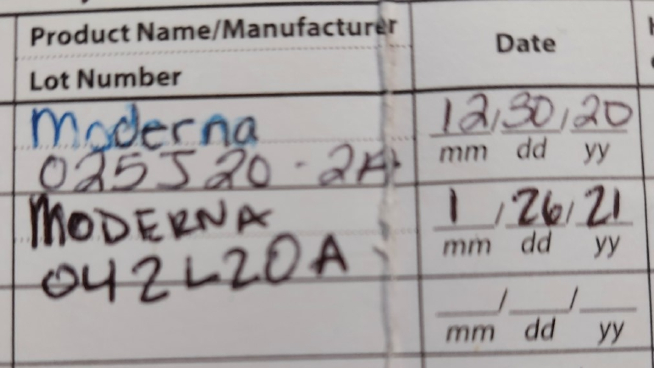 Product Name/Manufacturer
Date
Lot Number
Moderna
12/30/20
025J20-2A
mm dd yy
MODERNA
1/26/21
042L20A
mm dd yy
/ /
mm dd yy